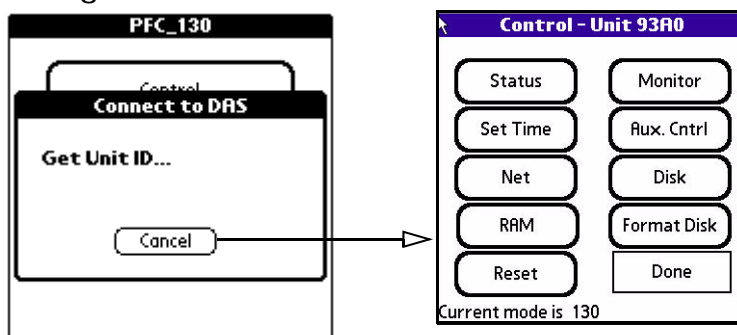 PFC_130
Control
Connect to DAS
Get Unit ID...
Cancel
Control - Unit 93A0
Status
Monitor
Set Time
Aux. Cntrl
Net
Disk
RAM
Format Disk
Reset
Done
Current mode is 130